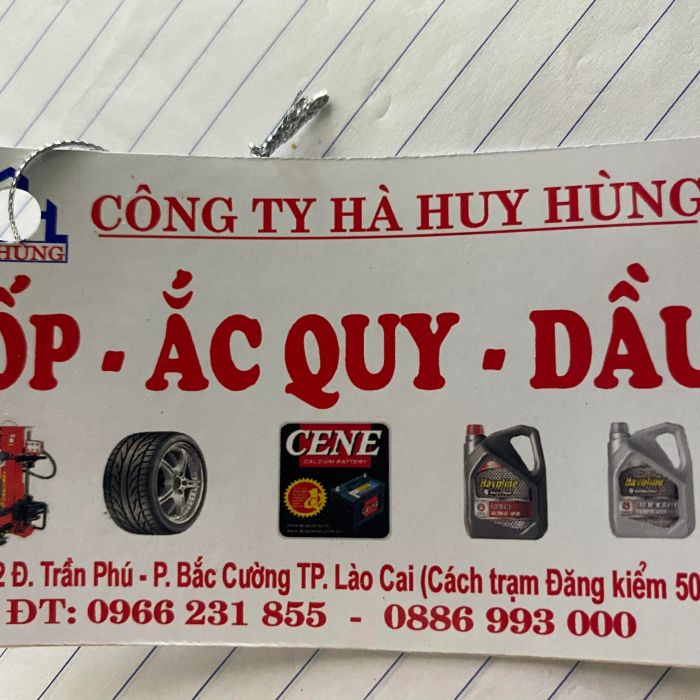 HÙNG
CÔNG TY HÀ HUY HÙNG
ỐP - ẮC QUY - DẦU
CENE
CALCIUM BATTERY
Havoline
Havoline
2 Đ. Trần Phú - P. Bắc Cường TP. Lào Cai (Cách trạm Đăng kiểm 50
ĐT: 0966 231 855 - 0886 993 000